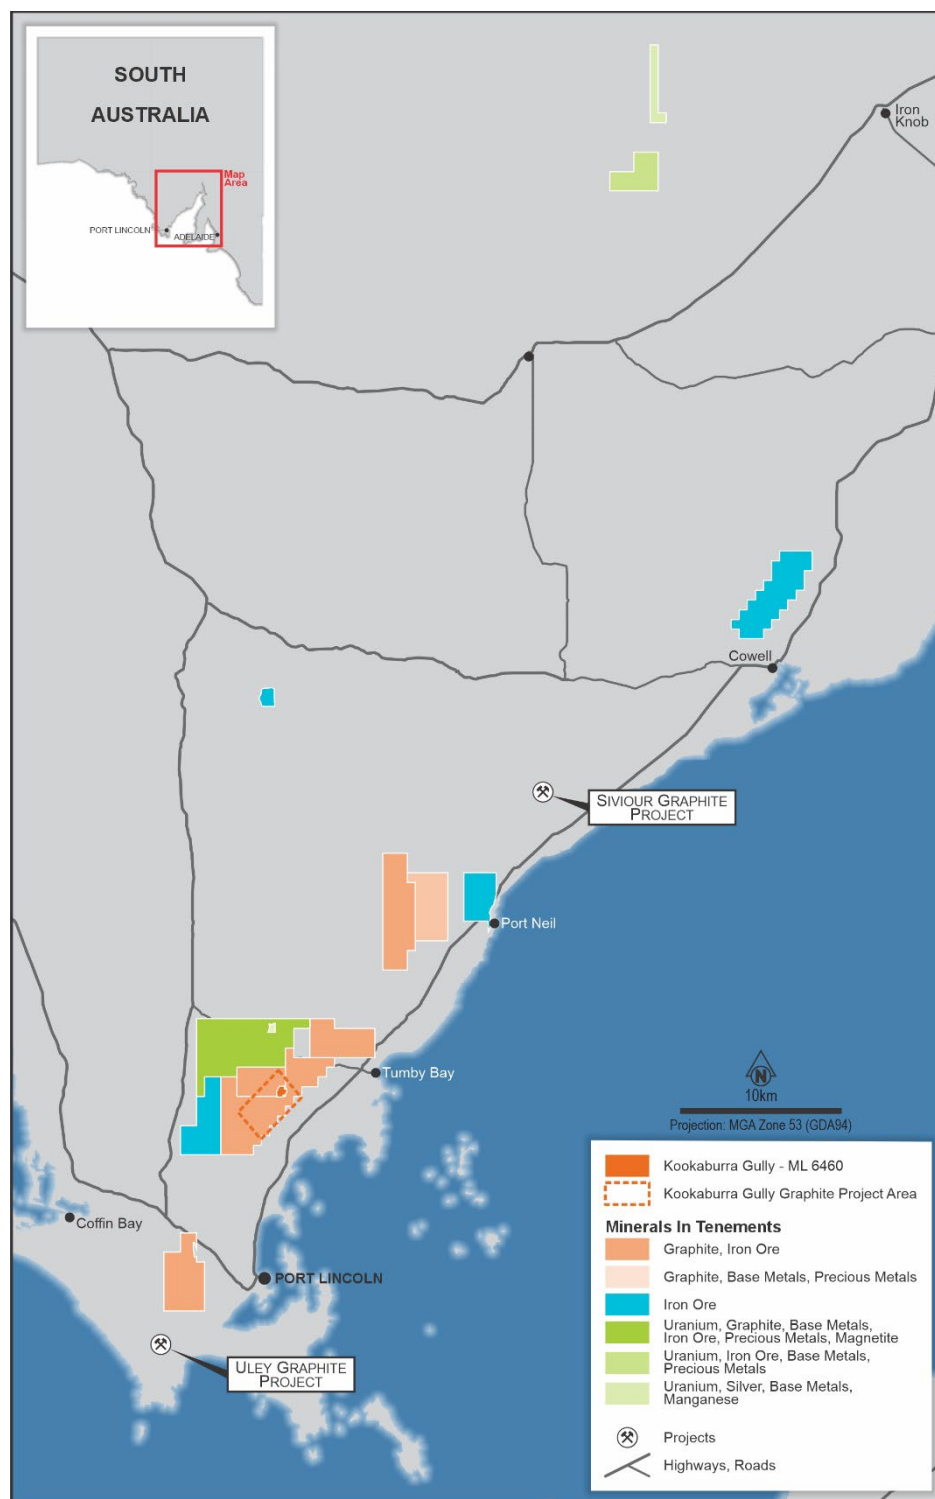 SOUTH
AUSTRALIA
Map
Area
PORT LINCOLN
ADELAIDE
Iron
Knob
Cowell
SIVIOUR GRAPHITE
PROJECT
Port Neil
Tumby Bay
N
10km
Projection: MGA Zone 53 (GDA94)
Coffin Bay
PORT LINCOLN
ULEY GRAPHITE
PROJECT
Kookaburra Gully - ML 6460
Kookaburra Gully Graphite Project Area
Minerals In Tenements
Graphite, Iron Ore
Graphite, Base Metals, Precious Metals
Iron Ore
Uranium, Graphite, Base Metals,
Iron Ore, Precious Metals, Magnetite
Uranium, Iron Ore, Base Metals,
Precious Metals
Uranium, Silver, Base Metals,
Manganese
Projects
Highways, Roads